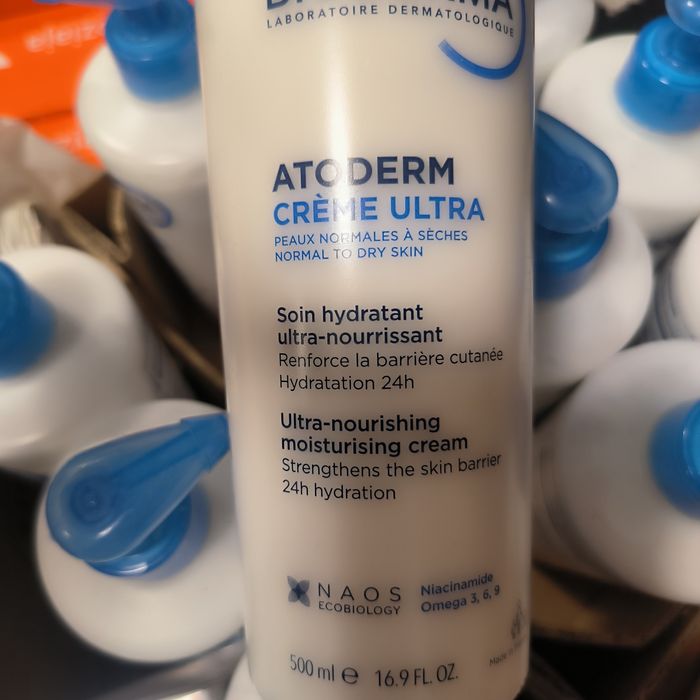 LABORATOIRE DERMATOLOGIQUE
ATODERM
CRÈME ULTRA
PEAUX NORMALES À SÈCHES
NORMAL TO DRY SKIN
Soin hydratant
ultra-nourrissant
Renforce la barrière cutanée
Hydratation 24h
Ultra-nourishing
moisturising cream
Strengthens the skin barrier
24h hydration
NAOS
ECOBIOLOGY
Niacinamide
Omega 3, 6, 9
500 ml e 16.9 FL. OZ.
Made in